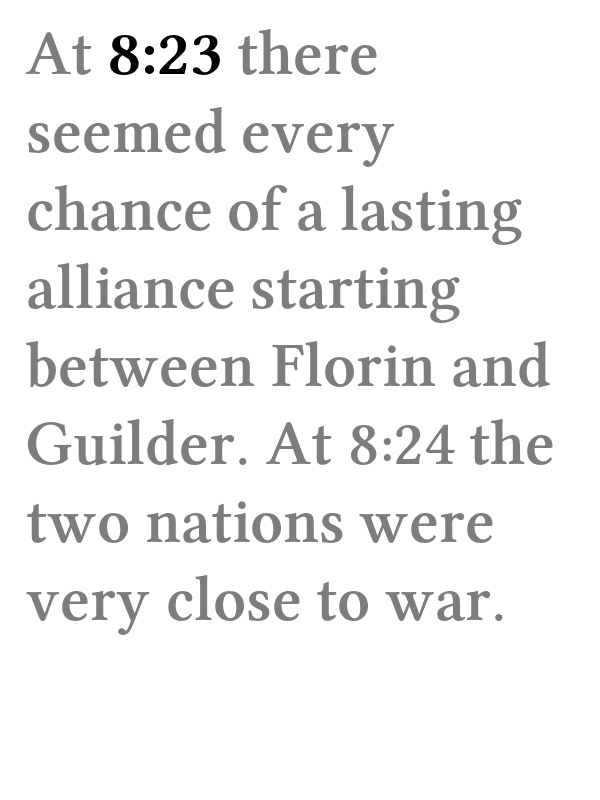 At 8:23 there
seemed every
chance of a lasting
alliance starting
between Florin and
Guilder. At 8:24 the
two nations were
very close to war.